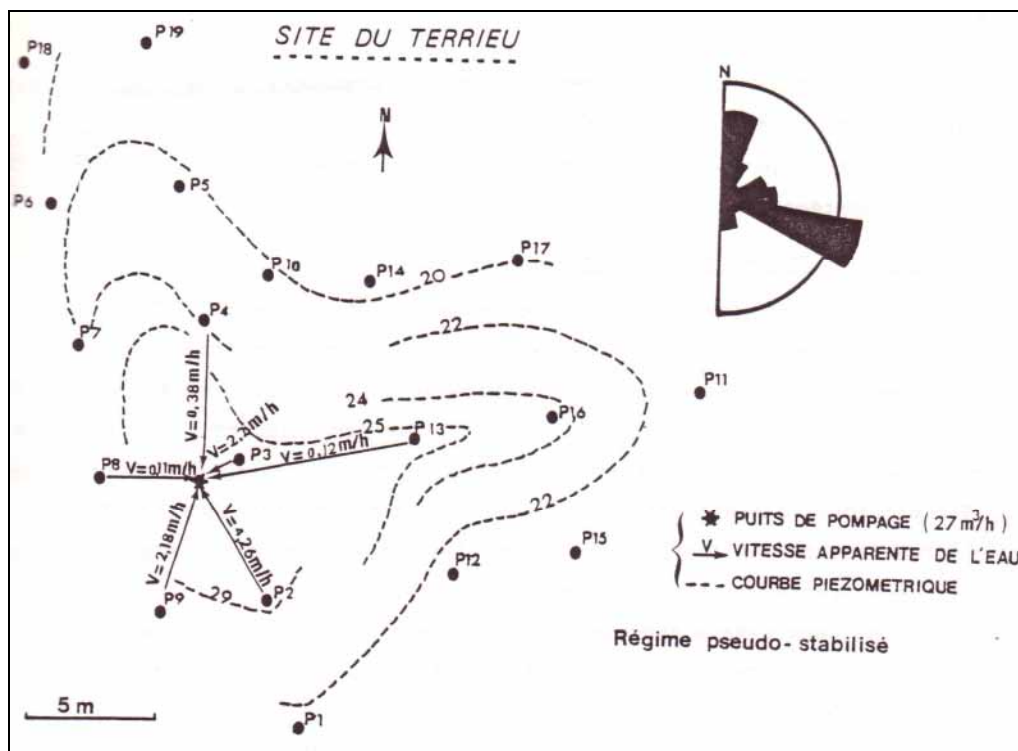 SITE DU TERRIEU
P18
P19
N
N
P5
P6
P10
P14
P17
20
P4
P7
22
P11
V=0,38m/h
24
P16
25
P13
V=2,2m/h
P3
V=0,12m/h
P8
V=0,11m/h
22
V=2,18m/h
V=4,26m/h
P15
P12
29
P2
P9
P1
PUITS DE POMPAGE (27m³/h)
V
VITESSE APPARENTE DE L'EAU
COURBE PIEZOMETRIQUE
Régime pseudo-stabilisé
5 m